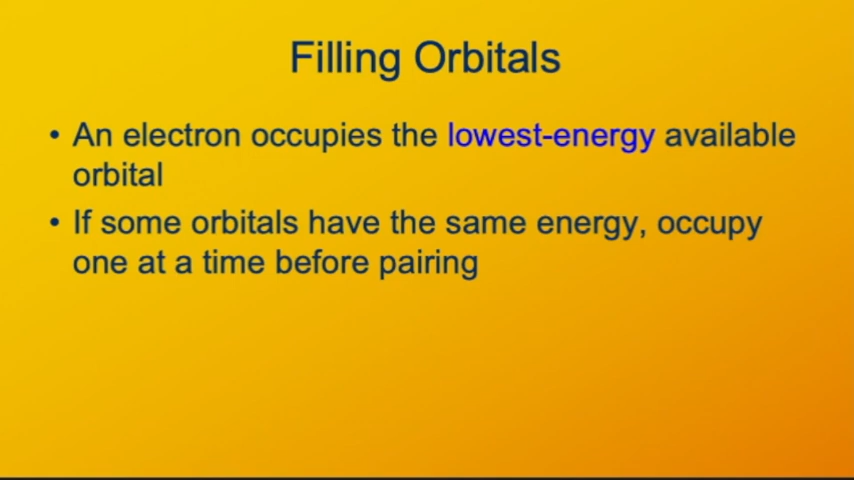 Filling Orbitals
• An electron occupies the lowest-energy available
orbital
• If some orbitals have the same energy, occupy
one at a time before pairing